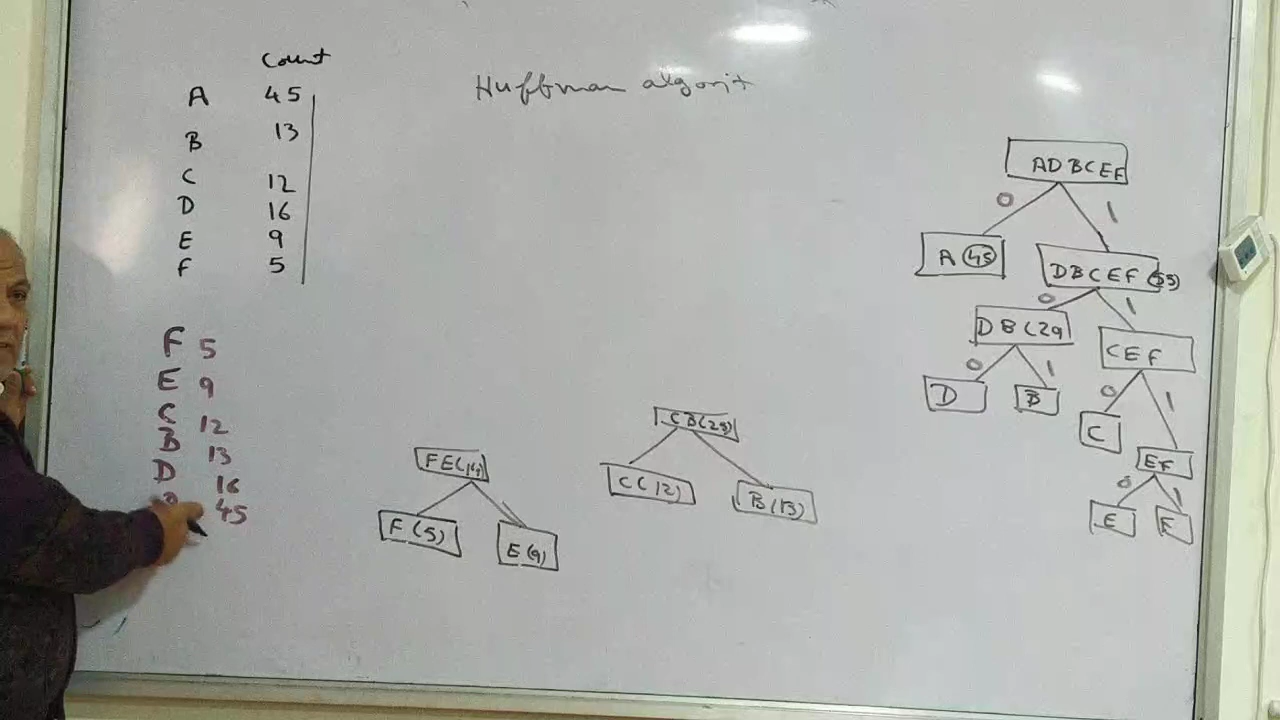 Count
A 45
B 13
C 12
D 16
E 9
F 5
Huffman algorit
F 5
E 9
C 12
B 13
D 16
45
FE(14)
F (5)
E (9)
CB(25)
C(12)
B (13)
ADBCEF
0 1
A 45
DBCEF(55)
0 1
DB(29
CEF
0 1
0 1
D
B
C
EF
0 1
E
F